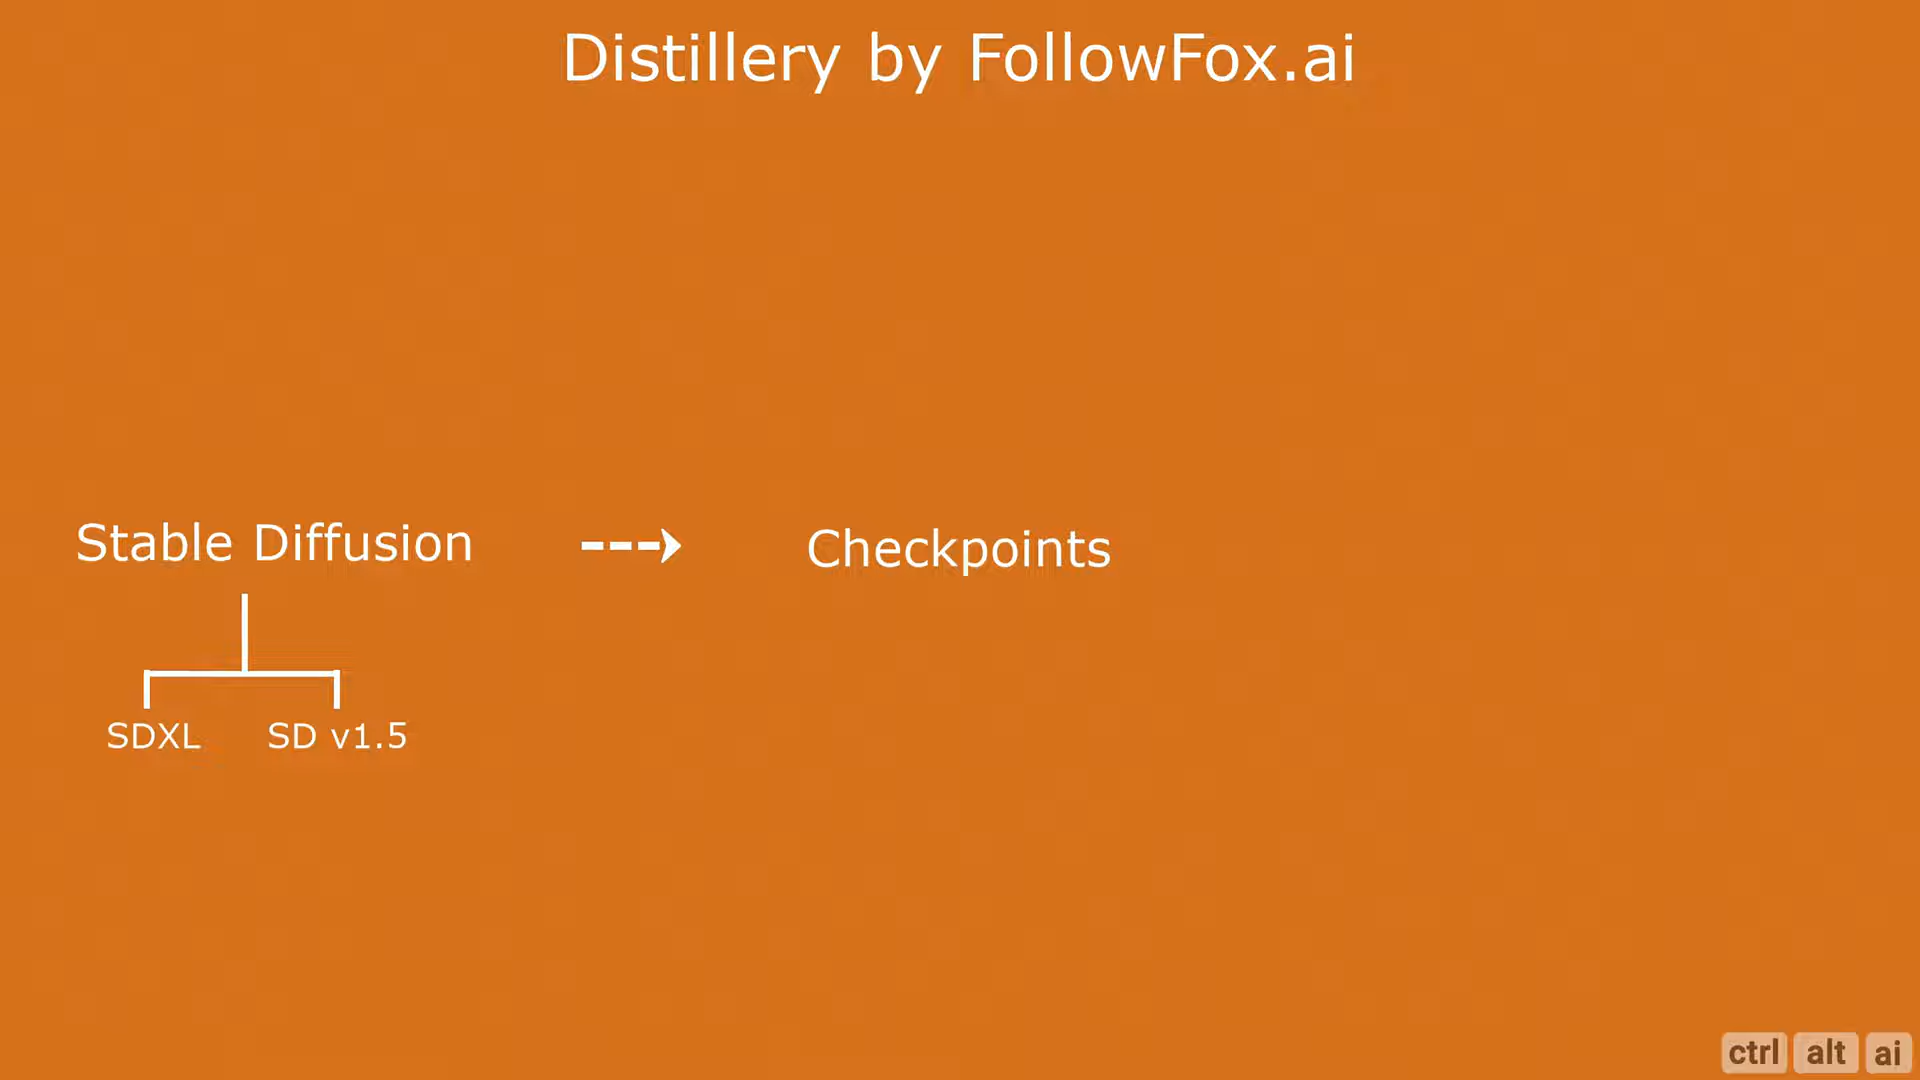 Distillery by FollowFox.ai
Stable Diffusion
Checkpoints
SDXL
SD v1.5
ctrl alt ai